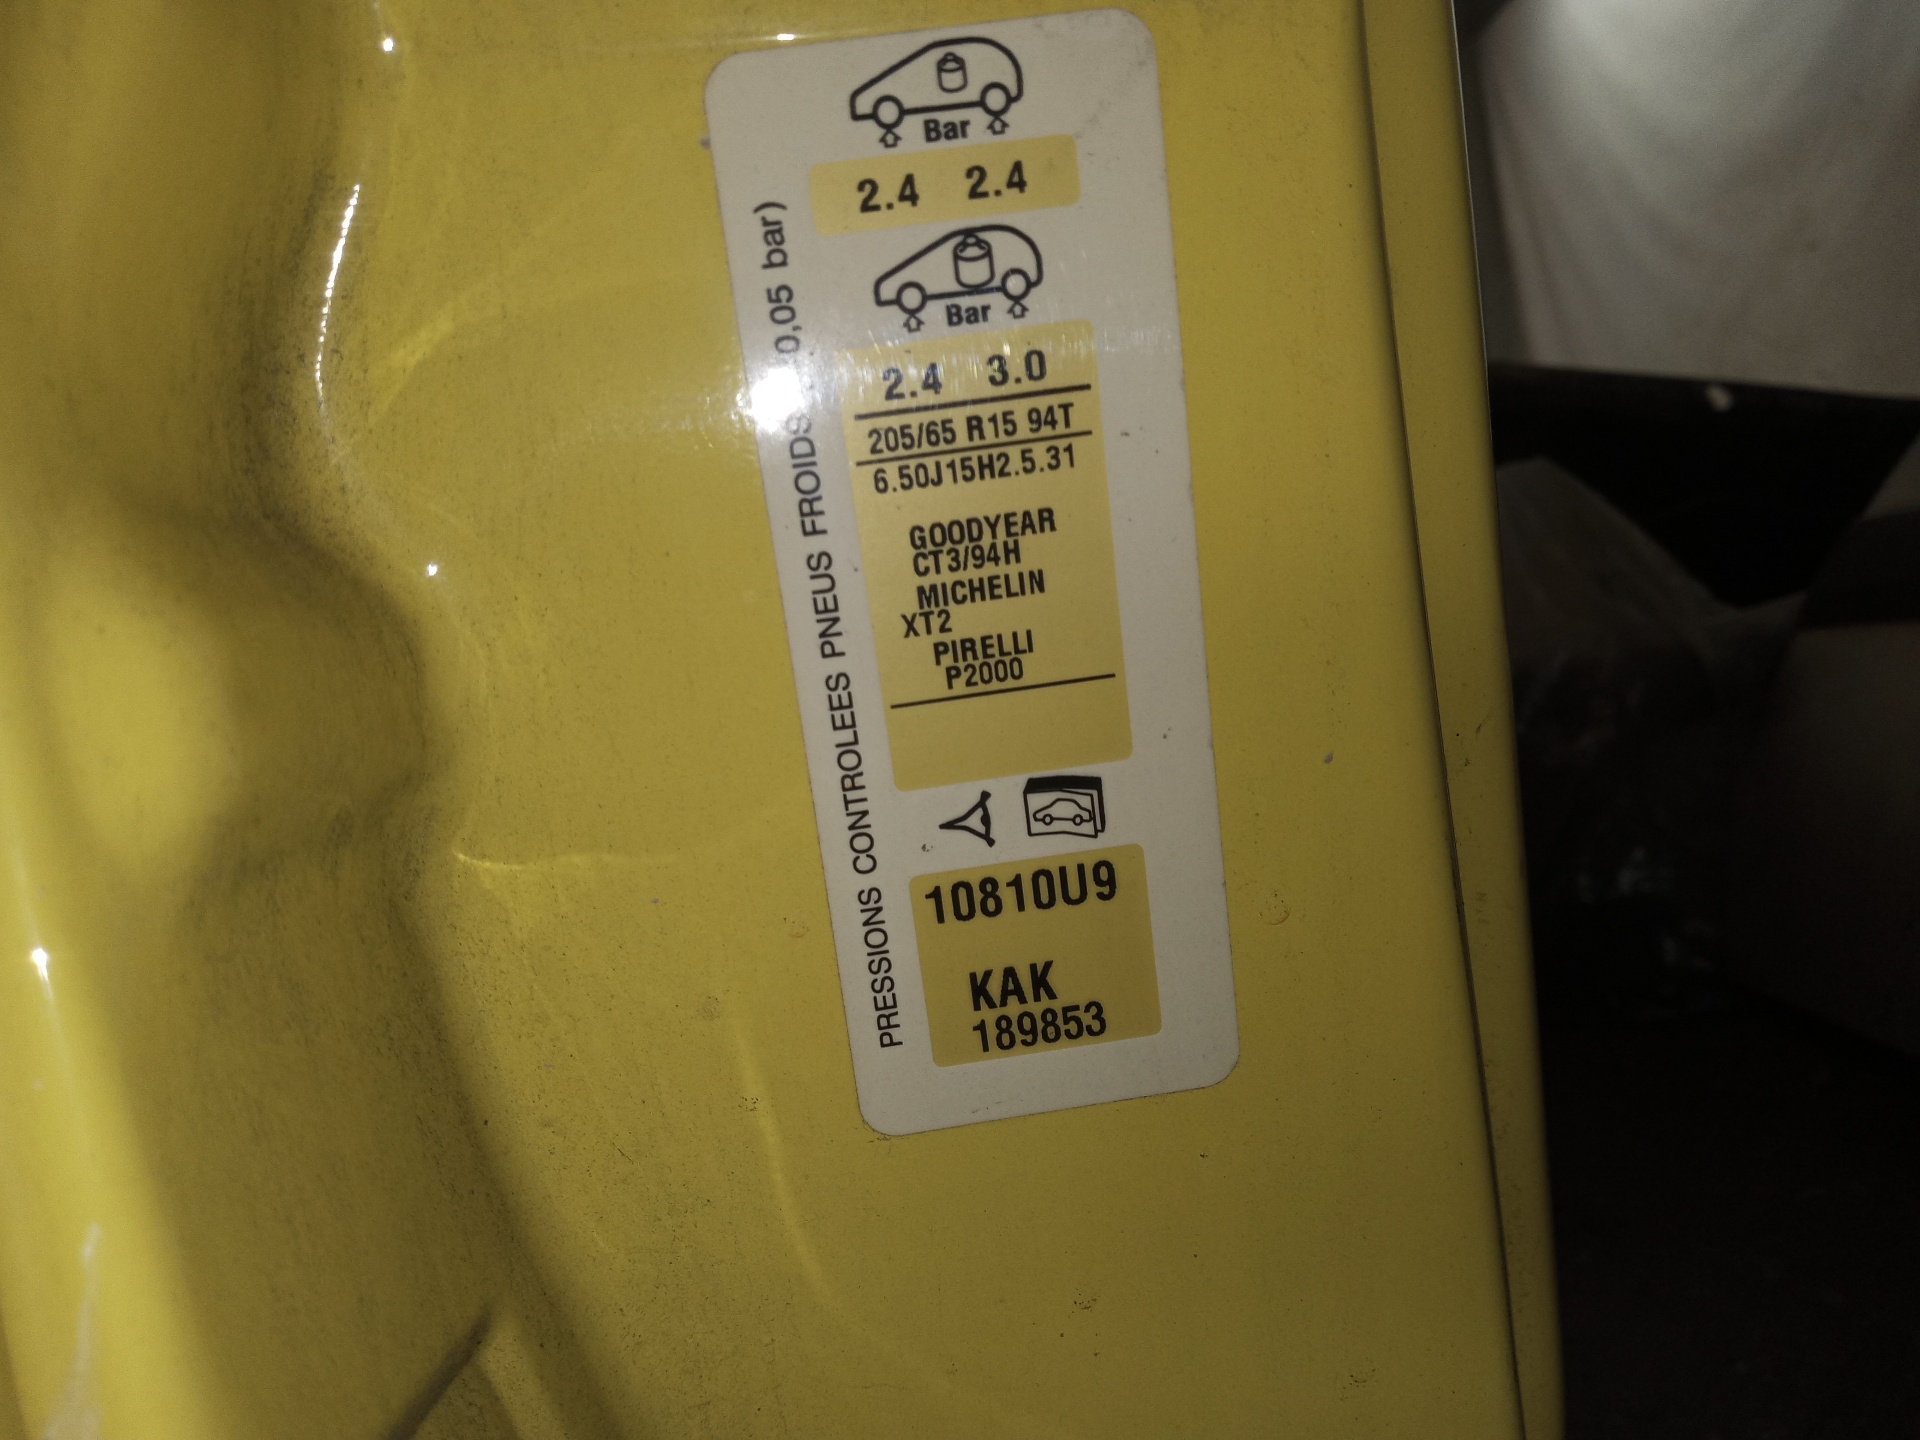 Bar
2.4 2.4
Bar
2.4 3.0
205/65 R15 94T
6.50J15H2.5.31
GOODYEAR
CT3/94H
MICHELIN
XT2
PIRELLI
P2000
10810U9
KAK
189853
PRESSIONS CONTROLEES PNEUS FROIDS 0,05 bar)